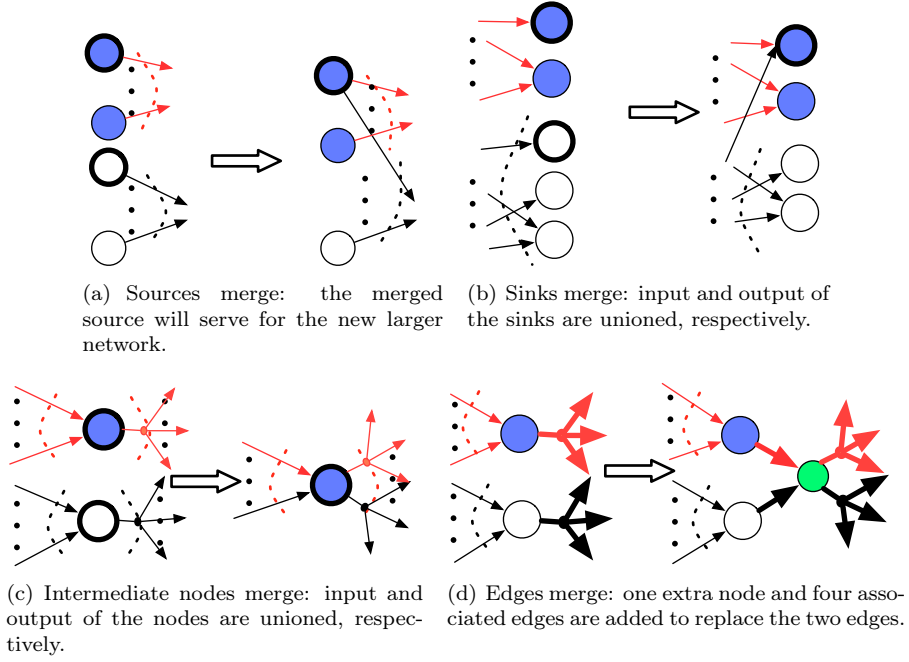 (a) Sources merge: the merged
source will serve for the new larger
network.
(b) Sinks merge: input and output of
the sinks are unioned, respectively.
(c) Intermediate nodes merge: input and
output of the nodes are unioned, respec-
tively.
(d) Edges merge: one extra node and four asso-
ciated edges are added to replace the two edges.